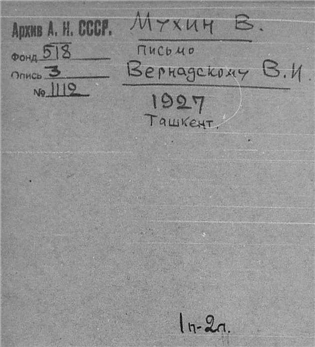 Архив А. Н. СССР.
Фонд 518
Опись 3
№ 1112
Мухин В.
письмо
Вернадскому В.И.
1927
Ташкент.
1п-2л.